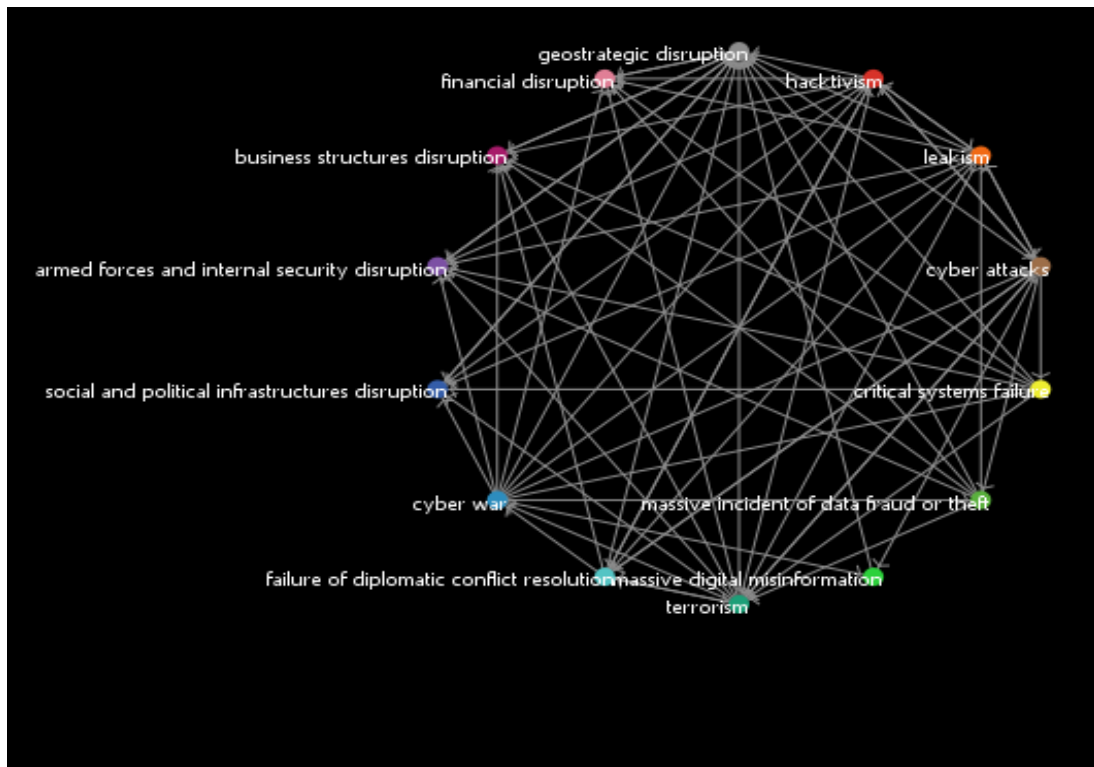 geostrategic disruption
financial disruption
hacktivism
business structures disruption
leakism
armed forces and internal security disruption
cyber attacks
social and political infrastructures disruption
critical systems failure
cyber war
massive incident of data fraud or theft
failure of diplomatic conflict resolution
massive digital misinformation
terrorism